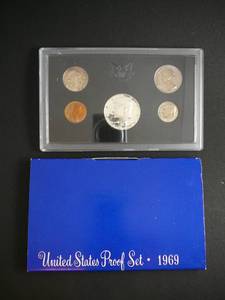 United States Proof Set · 1969